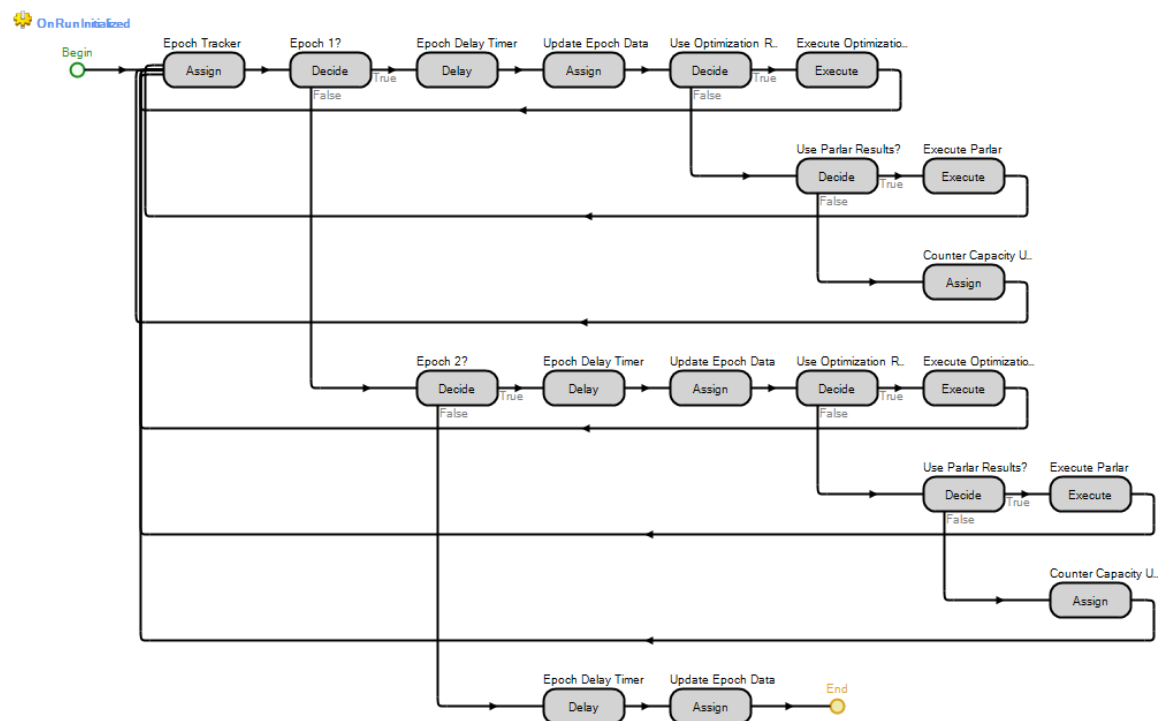 OnRunInitialized
Begin
Epoch Tracker Epoch 1? Epoch Delay Timer Update Epoch Data Use Optimization R.. Execute Optimizatio..
Assign Decide Delay Assign Decide Execute
True True
False False
Use Parlar Results? Execute Parlar
Decide Execute
True
False
Counter Capacity U..
Assign
Epoch 2? Epoch Delay Timer Update Epoch Data Use Optimization R.. Execute Optimizatio..
Decide Delay Assign Decide Execute
True True
False False
Use Parlar Results? Execute Parlar
Decide Execute
True
False
Counter Capacity U..
Assign
Epoch Delay Timer Update Epoch Data End
Delay Assign